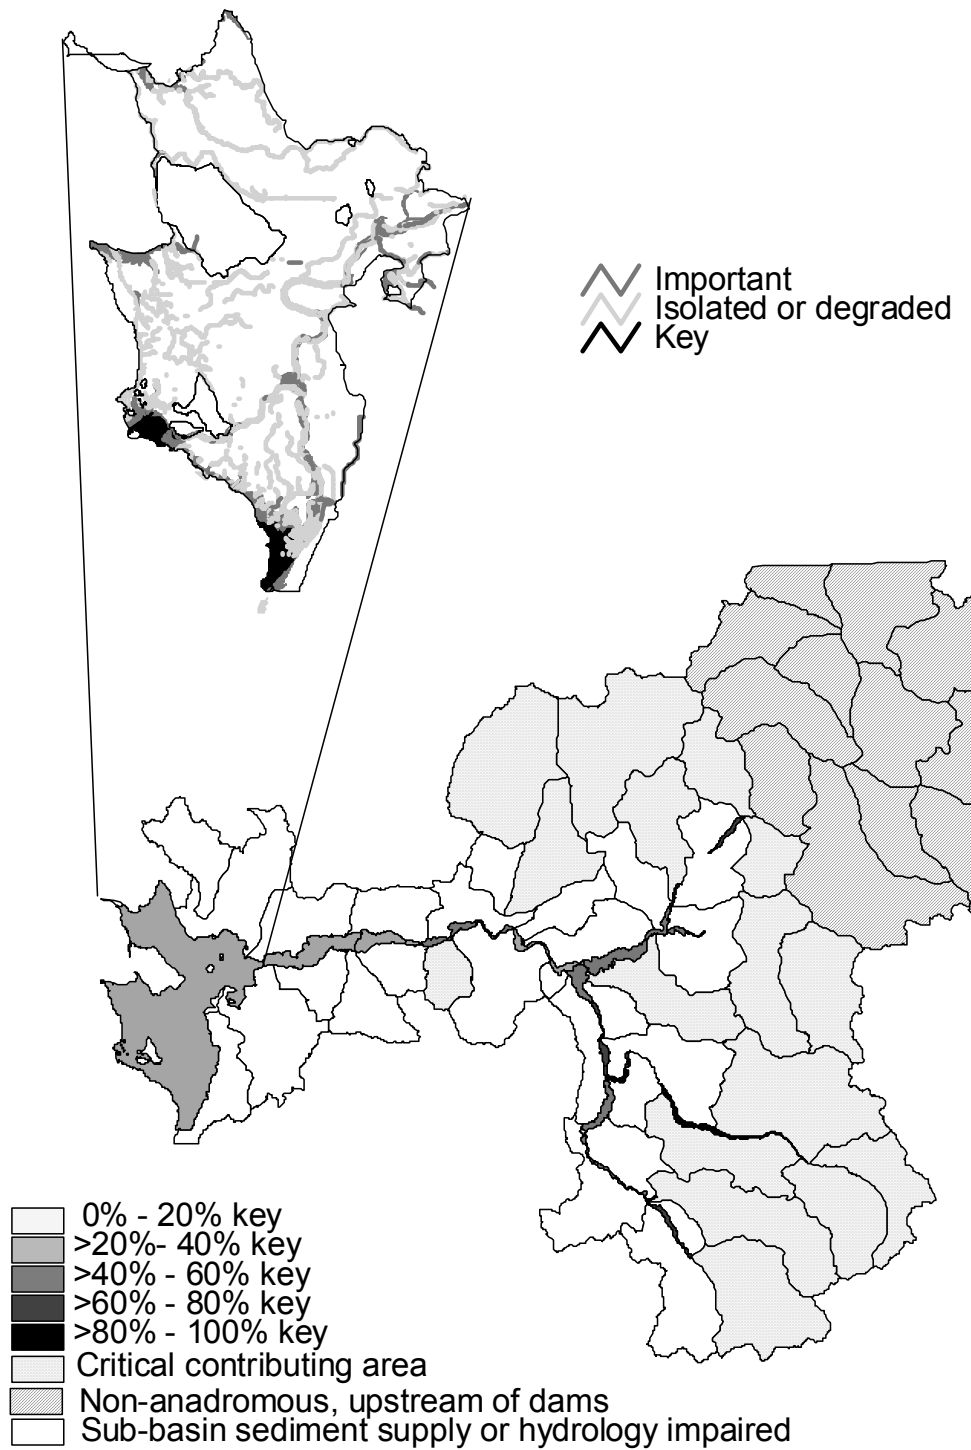 Important
Isolated or degraded
Key
0% - 20% key
>20%- 40% key
>40% - 60% key
>60% - 80% key
>80% - 100% key
Critical contributing area
Non-anadromous, upstream of dams
Sub-basin sediment supply or hydrology impaired